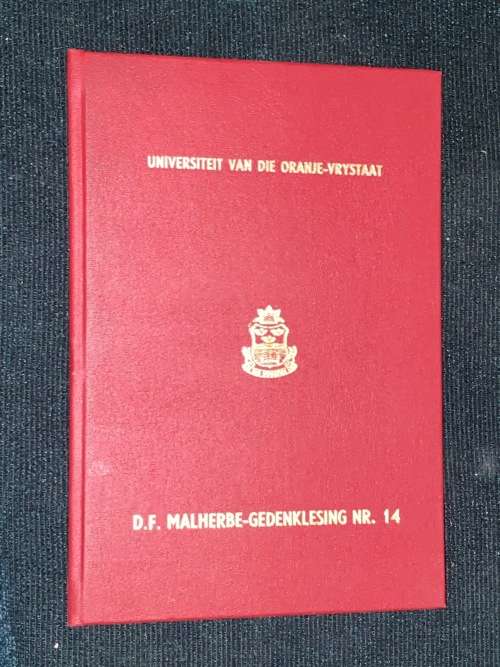 UNIVERSITEIT VAN DIE ORANJE-VRYSTAAT
D.F. MALHERBE-GEDENKLESING NR. 14